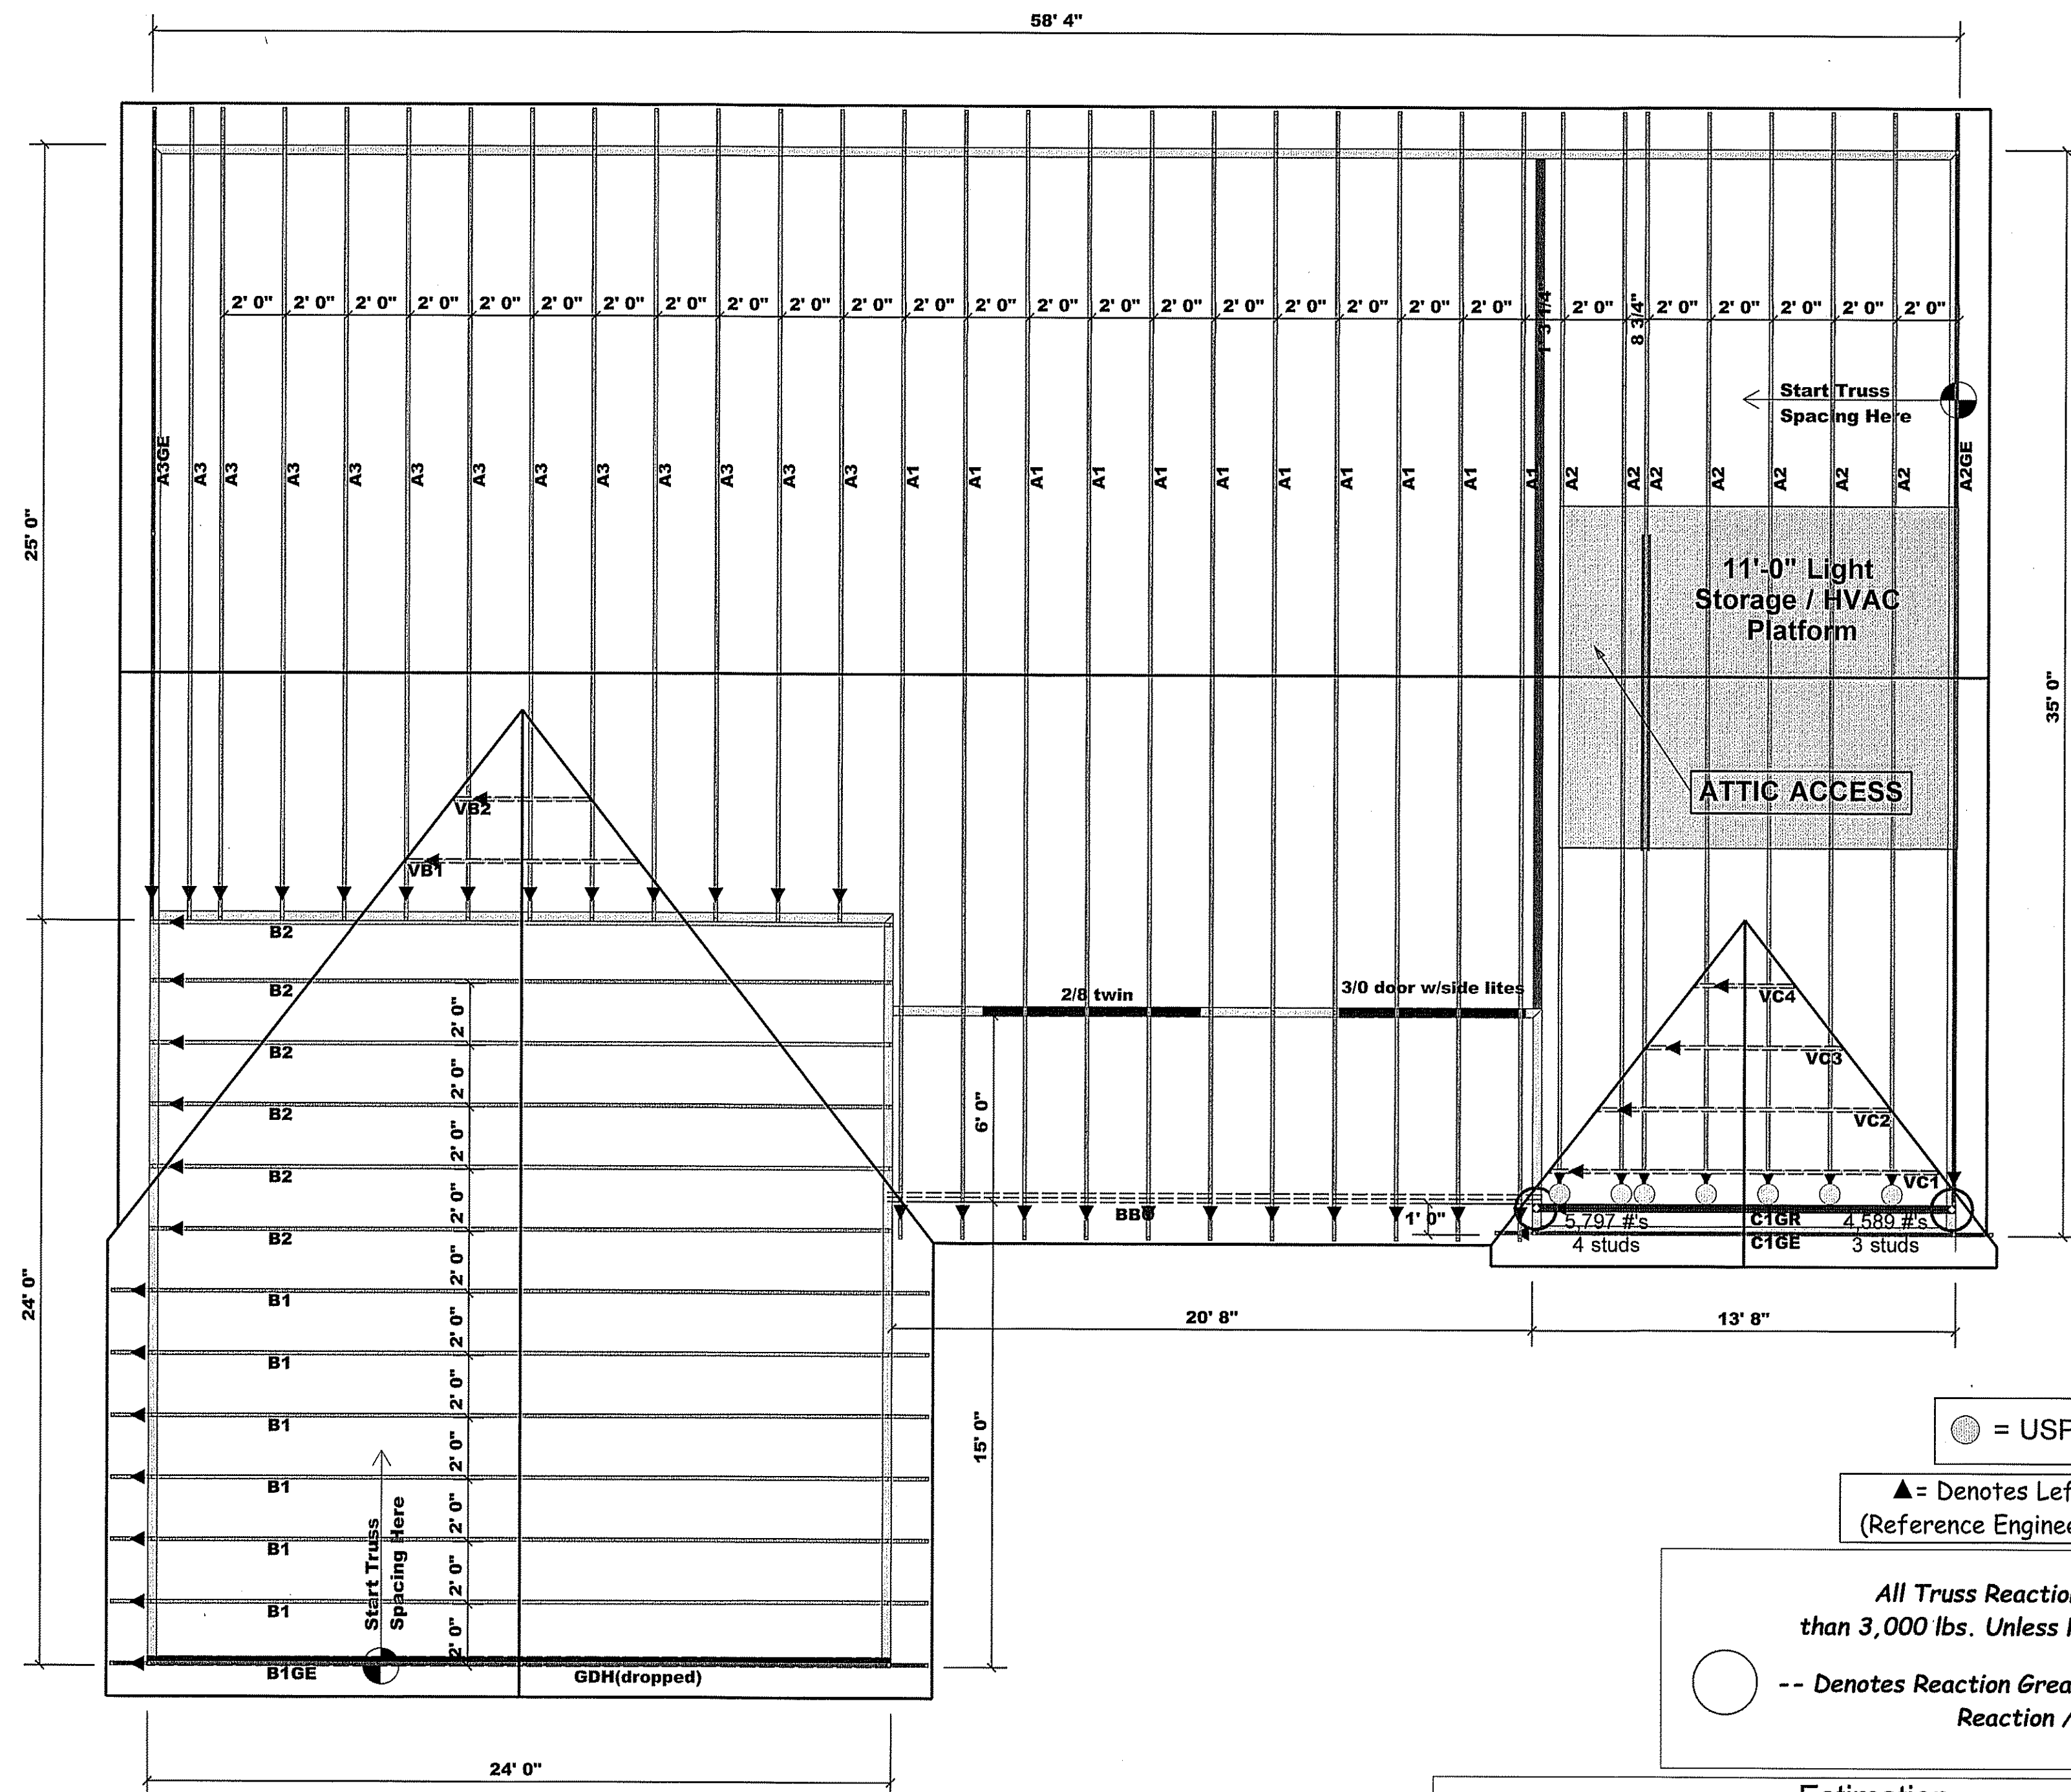 58' 4"
2' 0" 2' 0" 2' 0" 2' 0" 2' 0" 2' 0" 2' 0" 2' 0" 2' 0" 2' 0" 2' 0" 2' 0" 2' 0" 2' 0" 2' 0" 2' 0" 2' 0" 2' 0" 2' 0" 2' 0" 1' 3 1/4" 2' 0" 8 3/4" 2' 0" 2' 0" 2' 0" 2' 0" 2' 0"
Start Truss
Spacing Here
A3GE A3 A3 A3 A3 A3 A3 A3 A3 A3 A3 A3 A1 A1 A1 A1 A1 A1 A1 A1 A1 A1 A1 A2 A2 A2 A2 A2 A2 A2 A2GE
25' 0"
11'-0" Light
Storage / HVAC
Platform
35' 0"
ATTIC ACCESS
VB2
VB1
B2
B2
2/8 twin
3/0 door w/side lites
VC4
2' 0"
B2
VC3
2' 0"
B2
6' 0"
VC2
2' 0"
B2
VC1
2' 0"
BBO
1' 0"
5,797 #'s
C1GR
4,589 #'s
B2
4 studs
C1GE
3 studs
2' 0"
24' 0"
B1
20' 8"
13' 8"
2' 0"
B1
2' 0"
B1
15' 0"
= USP
2' 0"
B1
= Denotes Lef
(Reference Enginee
2' 0"
Start Truss
Spacing Here
B1
2' 0"
B1
All Truss Reaction
than 3,000 lbs. Unless
2' 0"
B1GE
GDH(dropped)
-- Denotes Reaction Grea
Reaction /
24' 0"
Estimation